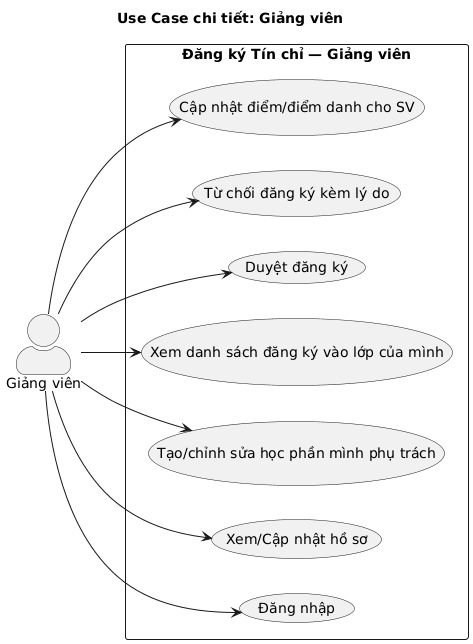 Use Case chi tiết: Giảng viên
Đăng ký Tín chỉ — Giảng viên
Cập nhật điểm/điểm danh cho SV
Từ chối đăng ký kèm lý do
Duyệt đăng ký
Xem danh sách đăng ký vào lớp của mình
Giảng viên
Tạo/chỉnh sửa học phần mình phụ trách
Xem/Cập nhật hồ sơ
Đăng nhập